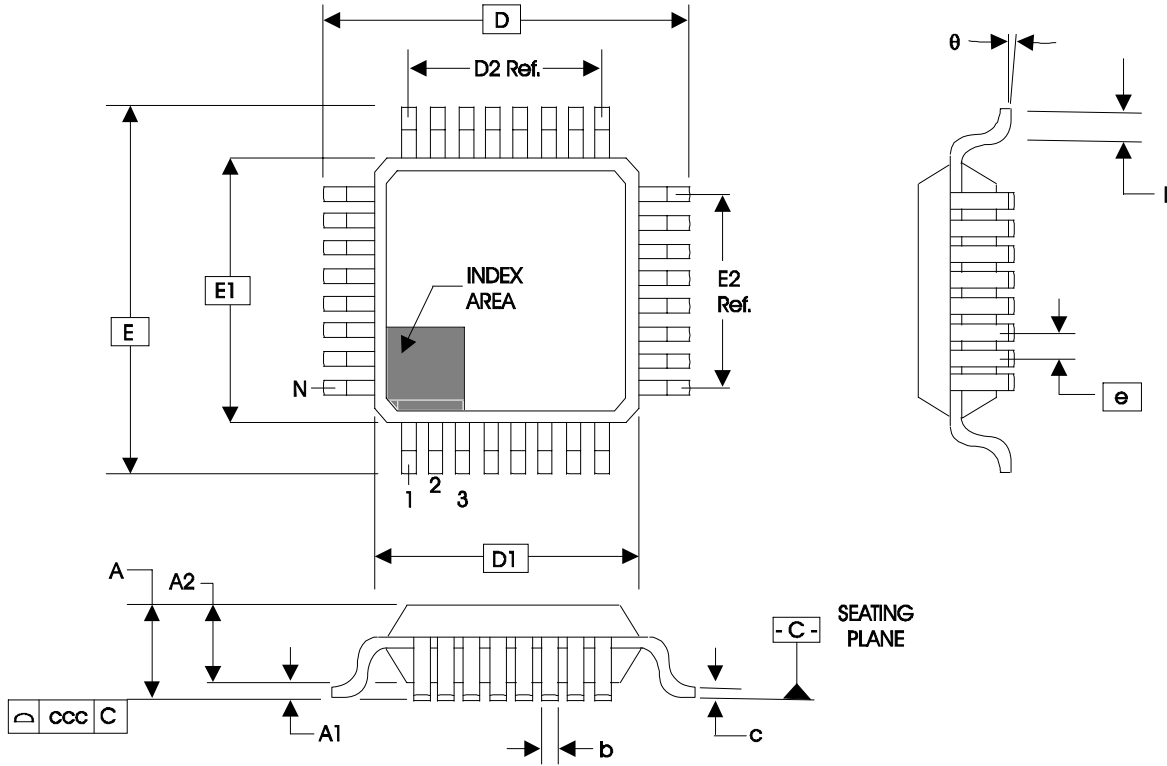 D
D2 Ref.
θ
E
E1
INDEX
AREA
E2
Ref.
N
1
2
3
e
D1
A
A2
- C -
SEATING
PLANE
ccc C
A1
b
c